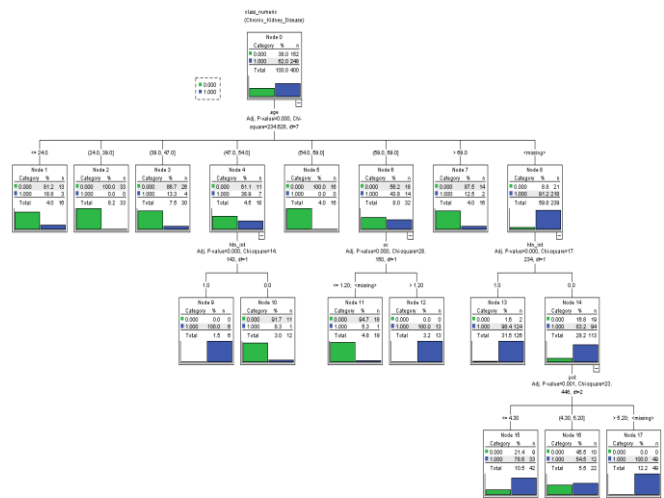 class_numeric
(Chronic_Kidney_Disease)
Node 0
Category % n
0.000 38.0 152
1.000 62.0 248
Total 100.0 400
0.000
1.000
age
Adj. P-value=0.000, Chi-
square=234.628, df=7
<= 24.0
(24.0, 39.0]
(39.0, 47.0]
(47.0, 54.0]
(54.0, 58.0]
(58.0, 69.0]
> 69.0
<missing>
Node 1
Category % n
0.000 81.2 13
1.000 18.8 3
Total 4.0 16
Node 2
Category % n
0.000 100.0 33
1.000 0.0 0
Total 8.2 33
Node 3
Category % n
0.000 86.7 26
1.000 13.3 4
Total 7.5 30
Node 4
Category % n
0.000 61.1 11
1.000 38.9 7
Total 4.5 18
Node 5
Category % n
0.000 100.0 16
1.000 0.0 0
Total 4.0 16
Node 6
Category % n
0.000 56.2 18
1.000 43.8 14
Total 8.0 32
Node 7
Category % n
0.000 87.5 14
1.000 12.5 2
Total 4.0 16
Node 8
Category % n
0.000 8.8 21
1.000 91.2 218
Total 59.8 239
htn_int
Adj. P-value=0.000, Chi-square=14.
143, df=1
sc
Adj. P-value=0.000, Chi-square=28.
150, df=1
htn_int
Adj. P-value=0.000, Chi-square=17.
234, df=1
1.0
0.0
<= 1.20; <missing>
> 1.20
1.0
0.0
Node 9
Category % n
0.000 0.0 0
1.000 100.0 6
Total 1.5 6
Node 10
Category % n
0.000 91.7 11
1.000 8.3 1
Total 3.0 12
Node 11
Category % n
0.000 94.7 18
1.000 5.3 1
Total 4.8 19
Node 12
Category % n
0.000 0.0 0
1.000 100.0 13
Total 3.2 13
Node 13
Category % n
0.000 1.6 2
1.000 98.4 124
Total 31.5 126
Node 14
Category % n
0.000 16.8 19
1.000 83.2 94
Total 28.2 113
pot
Adj. P-value=0.001, Chi-square=23.
446, df=2
<= 4.30
(4.30, 5.20]
> 5.20; <missing>
Node 15
Category % n
0.000 21.4 9
1.000 78.6 33
Total 10.5 42
Node 16
Category % n
0.000 45.5 10
1.000 54.5 12
Total 5.5 22
Node 17
Category % n
0.000 0.0 0
1.000 100.0 49
Total 12.2 49